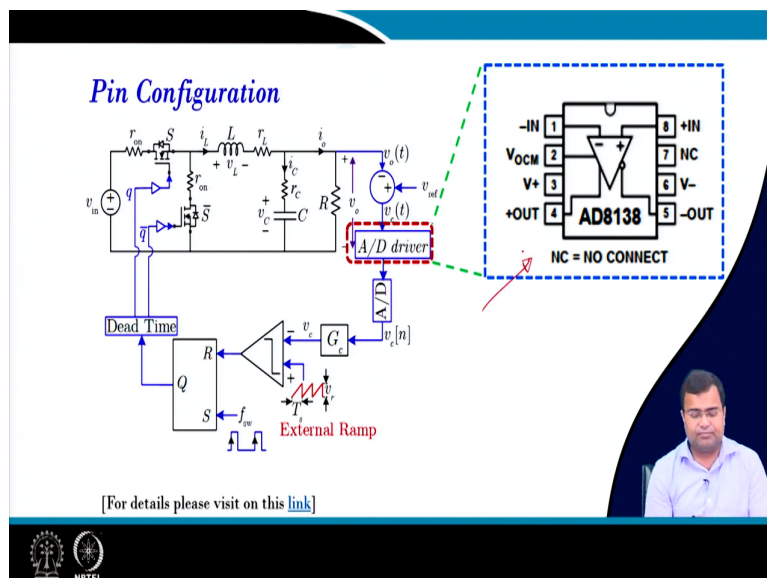 Pin Configuration
r_on S i_L L r_L i_o
+ v_L − v_o(t)
r_on i_C
v_in r_C + v_ref
q v_C C R v_o v_e(t)
q̅ S̅
A/D driver
A/D
Dead Time
v_c G_c v_e[n]
R
Q
v_r
T_s
S f_sw
External Ramp
[For details please visit on this link]
−IN 1 8 +IN
V_OCM 2 7 NC
V+ 3 6 V−
+OUT 4 AD8138 5 −OUT
NC = NO CONNECT
NPTEL